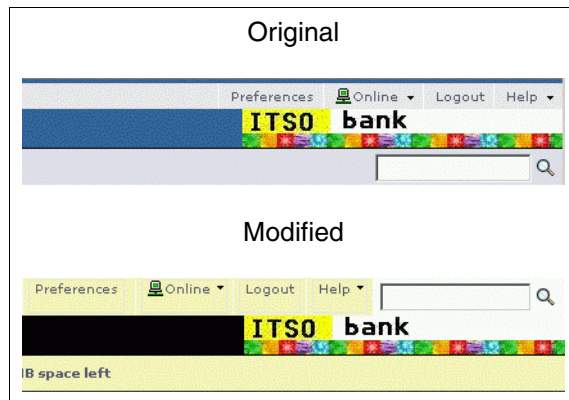 Original
Preferences Online Logout Help
ITSO bank
Modified
Preferences Online Logout Help
ITSO bank
space left